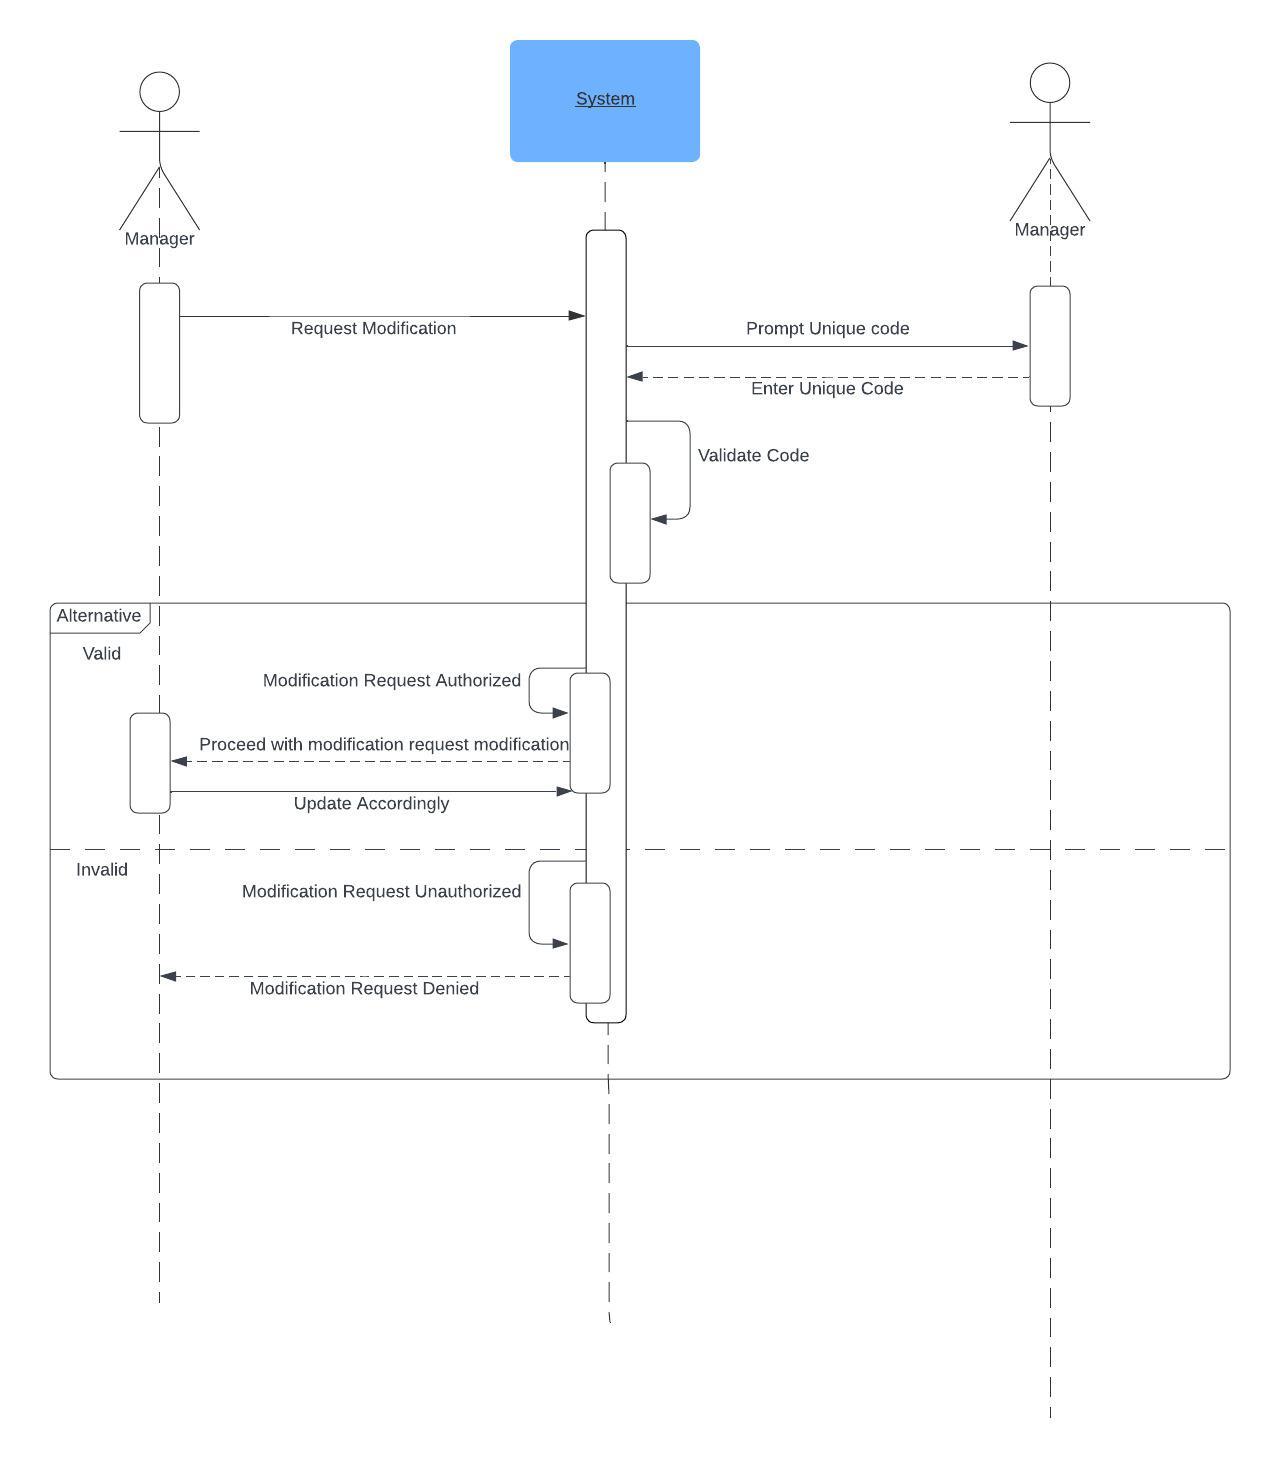 System
Manager
Manager
Request Modification
Prompt Unique code
Enter Unique Code
Validate Code
Alternative
Valid
Modification Request Authorized
Proceed with modification request modification
Update Accordingly
Invalid
Modification Request Unauthorized
Modification Request Denied